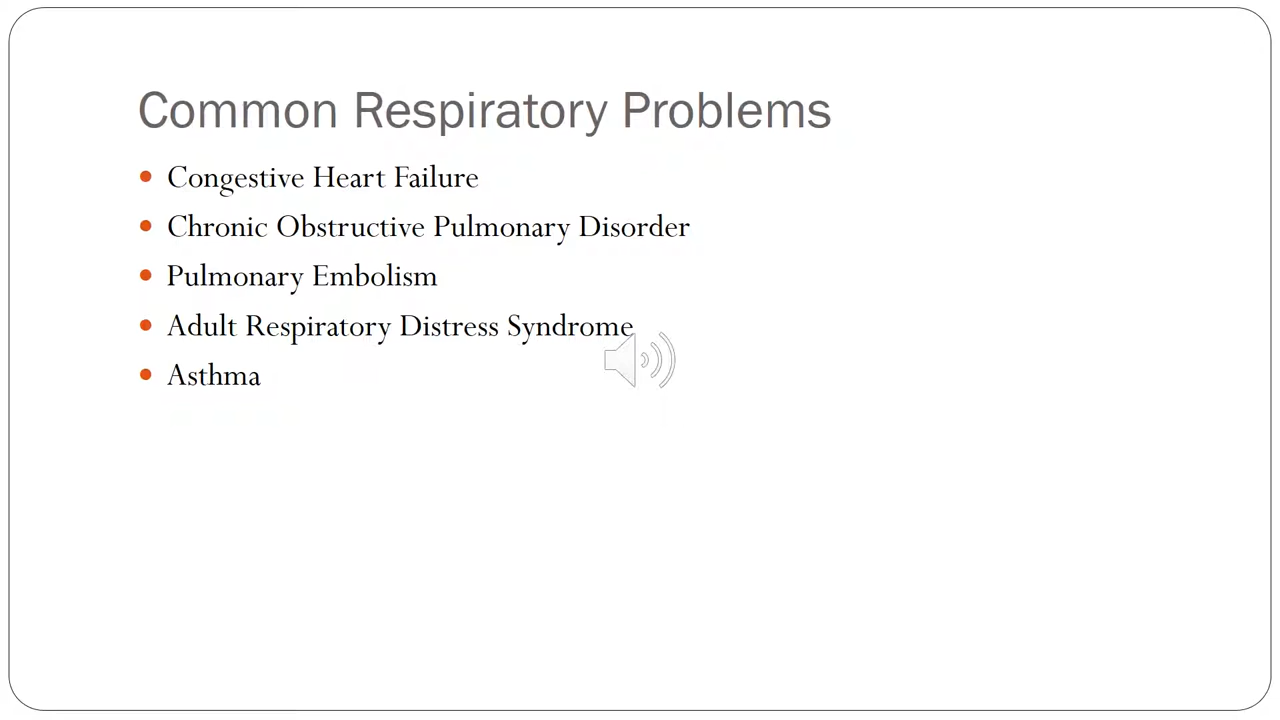 Common Respiratory Problems
Congestive Heart Failure
Chronic Obstructive Pulmonary Disorder
Pulmonary Embolism
Adult Respiratory Distress Syndrome
Asthma